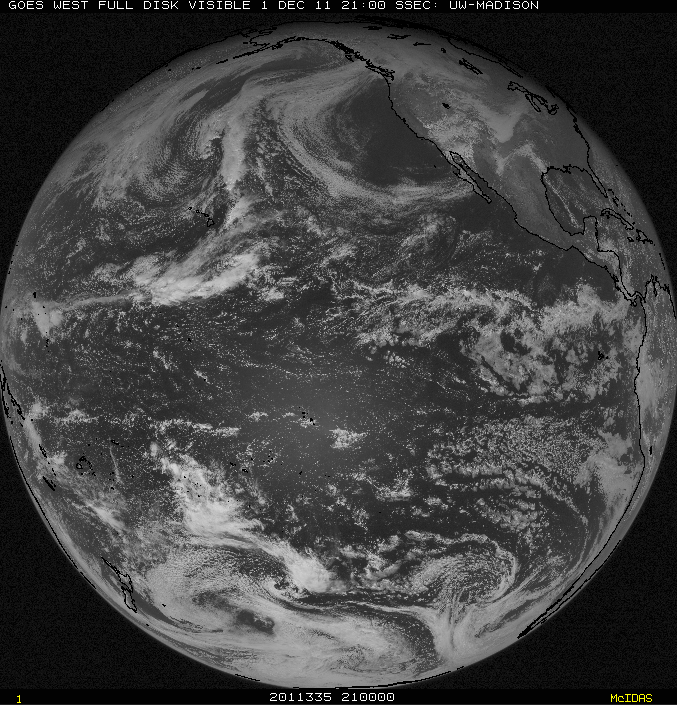 GOES WEST FULL DISK VISIBLE 1 DEC 11 21:00 SSEC: UW-MADISON
1 2011335 210000 McIDAS